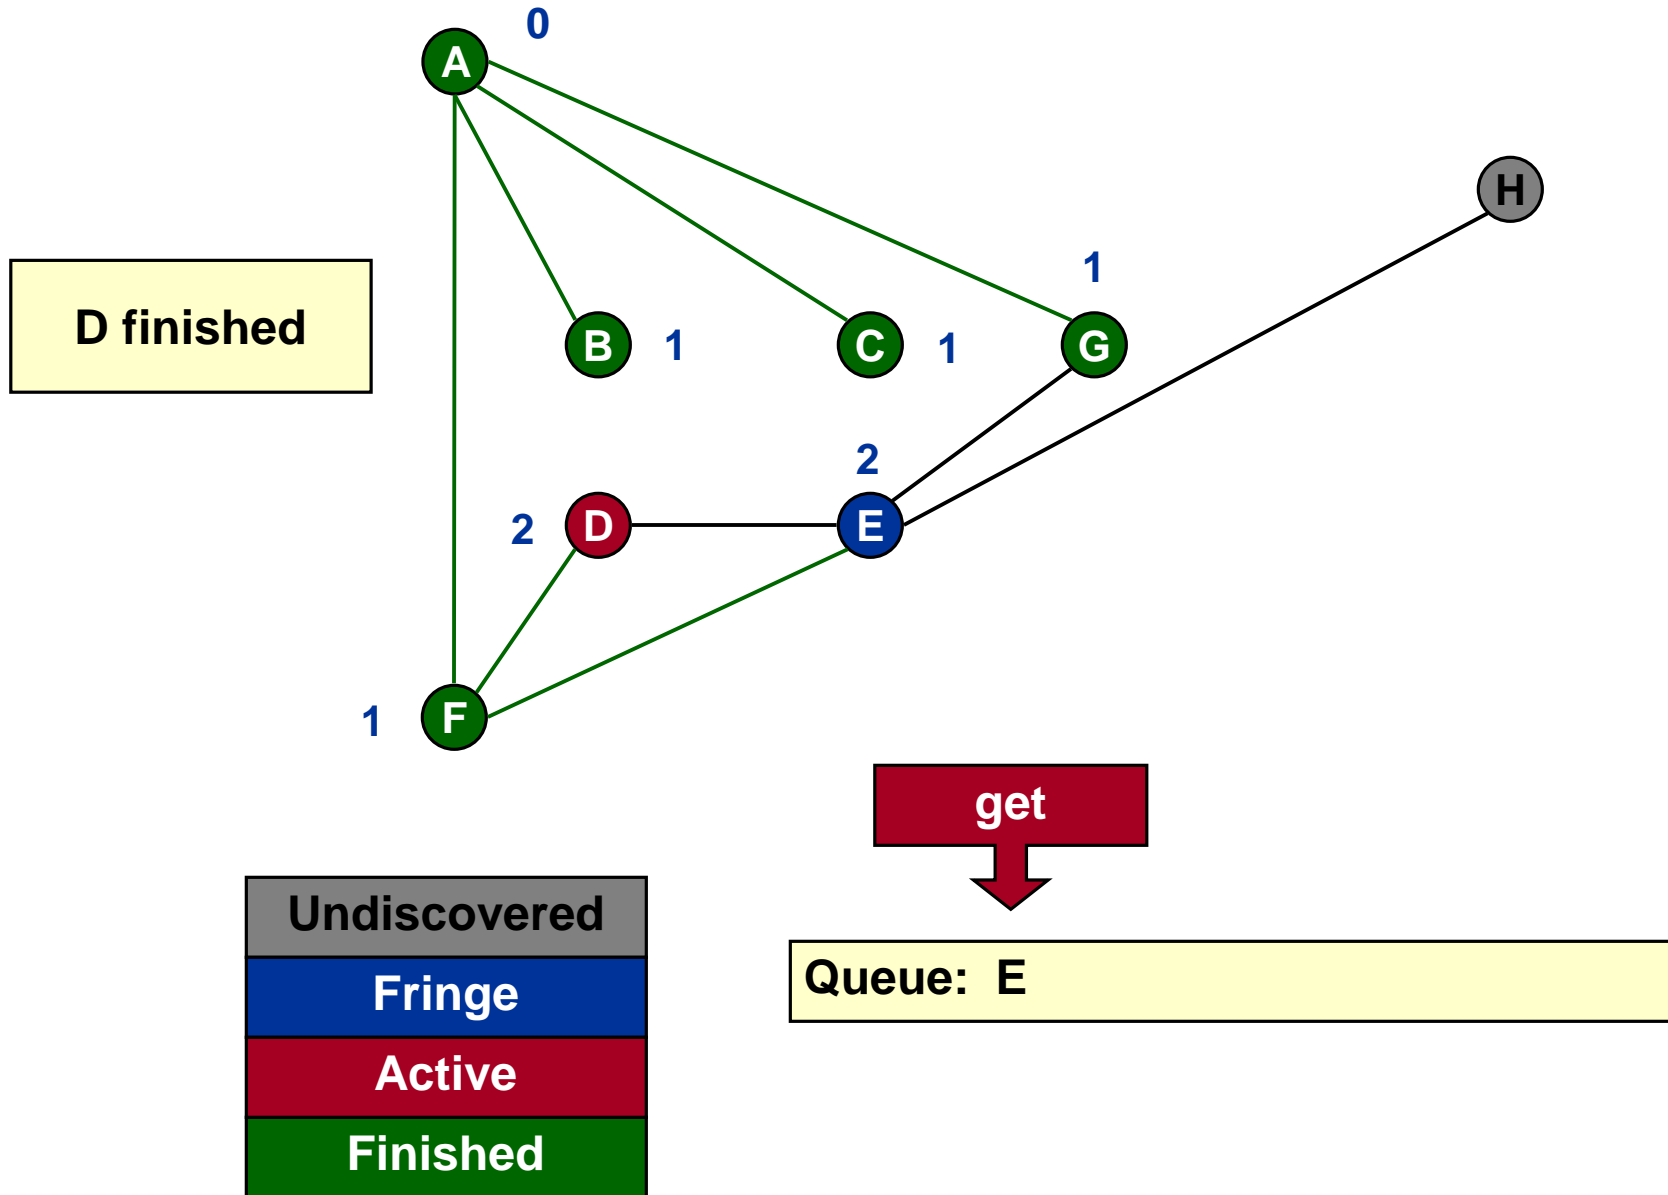 0
A
H
1
D finished
B
1
C
1
G
2
2
D
E
1
F
get
Undiscovered
Fringe
Active
Finished
Queue: E